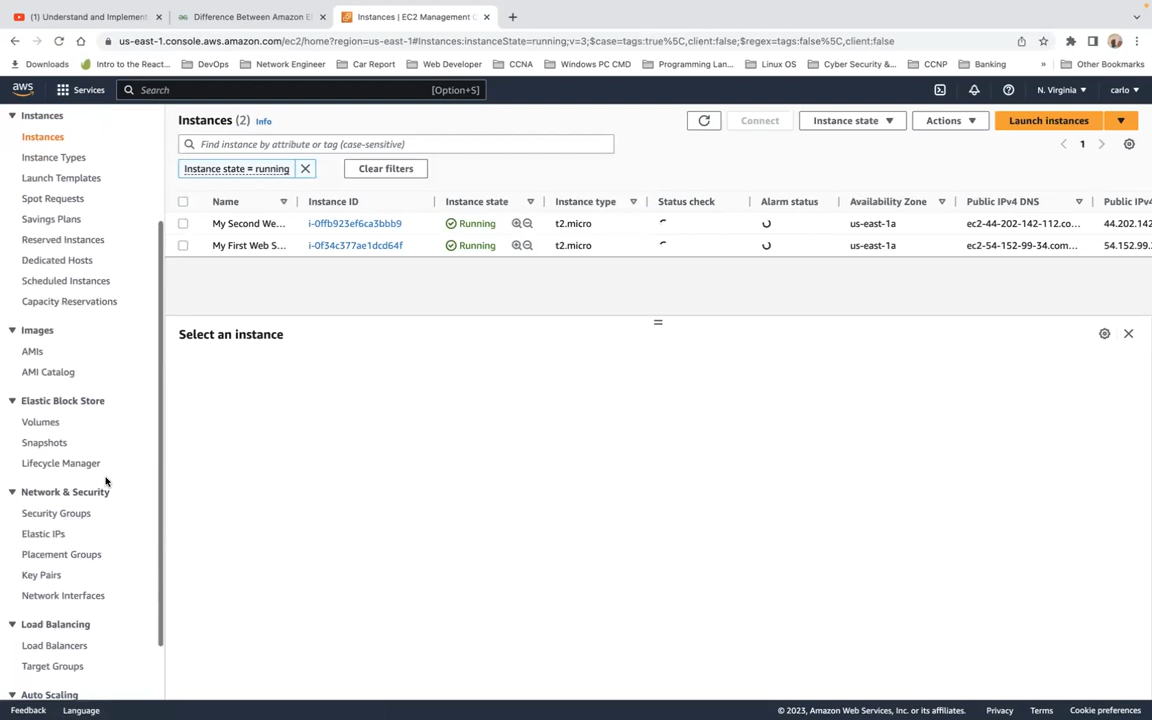 (1) Understand and Implement
Difference Between Amazon E
Instances | EC2 Management C
us-east-1.console.aws.amazon.com/ec2/home?region=us-east-1#Instances:instanceState=running;v=3;$case=tags:true%5C,client:false;$regex=tags:false%5C,client:false
Downloads Intro to the React... DevOps Network Engineer Car Report Web Developer CCNA Windows PC CMD Programming Lan... Linux OS Cyber Security &... CCNP Banking » Other Bookmarks
aws Services Search [Option+S] N. Virginia carlo
Instances
Instances
Instance Types
Launch Templates
Spot Requests
Savings Plans
Reserved Instances
Dedicated Hosts
Scheduled Instances
Capacity Reservations
Images
AMIs
AMI Catalog
Elastic Block Store
Volumes
Snapshots
Lifecycle Manager
Network & Security
Security Groups
Elastic IPs
Placement Groups
Key Pairs
Network Interfaces
Load Balancing
Load Balancers
Target Groups
Auto Scaling
Instances (2) Info Connect Instance state Actions Launch instances
Find instance by attribute or tag (case-sensitive) 1
Instance state = running Clear filters
Name Instance ID Instance state Instance type Status check Alarm status Availability Zone Public IPv4 DNS Public IPv4
My Second We... i-0ffb923ef6ca3bbb9 Running t2.micro us-east-1a ec2-44-202-142-112.co... 44.202.142
My First Web S... i-0f34c377ae1dcd64f Running t2.micro us-east-1a ec2-54-152-99-34.com... 54.152.99.
Select an instance
Feedback Language © 2023, Amazon Web Services, Inc. or its affiliates. Privacy Terms Cookie preferences